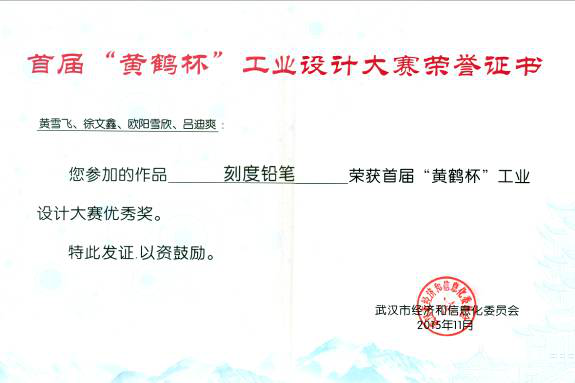 首届“黄鹤杯”工业设计大赛荣誉证书
黄雪飞、徐文鑫、欧阳雪欣、吕迪爽：
您参加的作品 刻度铅笔 荣获首届“黄鹤杯”工业
设计大赛优秀奖。
特此发证.以资鼓励。
武汉市经济和信息化委员会
2015年11月